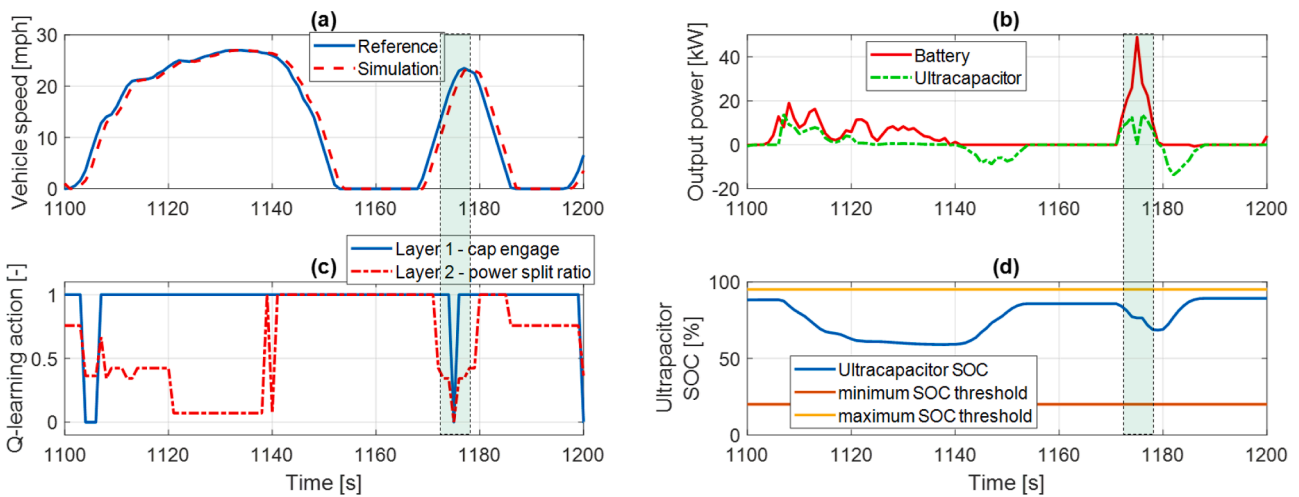 (a)
Vehicle speed [mph]
30
20
10
0
Reference
Simulation
1100 1120 1140 1160 1180 1200
(b)
Output power [kW]
50
40
20
0
-20
Battery
Ultracapacitor
1100 1120 1140 1160 1180 1200
(c)
Q-learning action [-]
1
0.5
0
Layer 1 - cap engage
Layer 2 - power split ratio
1100 1120 1140 1160 1180 1200
Time [s]
(d)
Ultrapacitor
SOC [%]
100
50
0
Ultracapacitor SOC
minimum SOC threshold
maximum SOC threshold
1100 1120 1140 1160 1180 1200
Time [s]